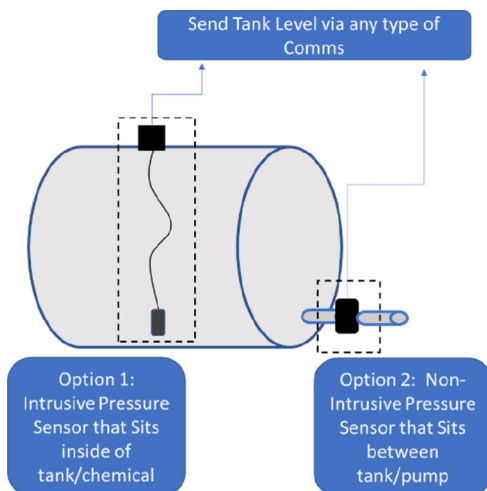 Send Tank Level via any type of
Comms
Option 1:
Intrusive Pressure
Sensor that Sits
inside of
tank/chemical
Option 2: Non-
Intrusive Pressure
Sensor that Sits
between
tank/pump